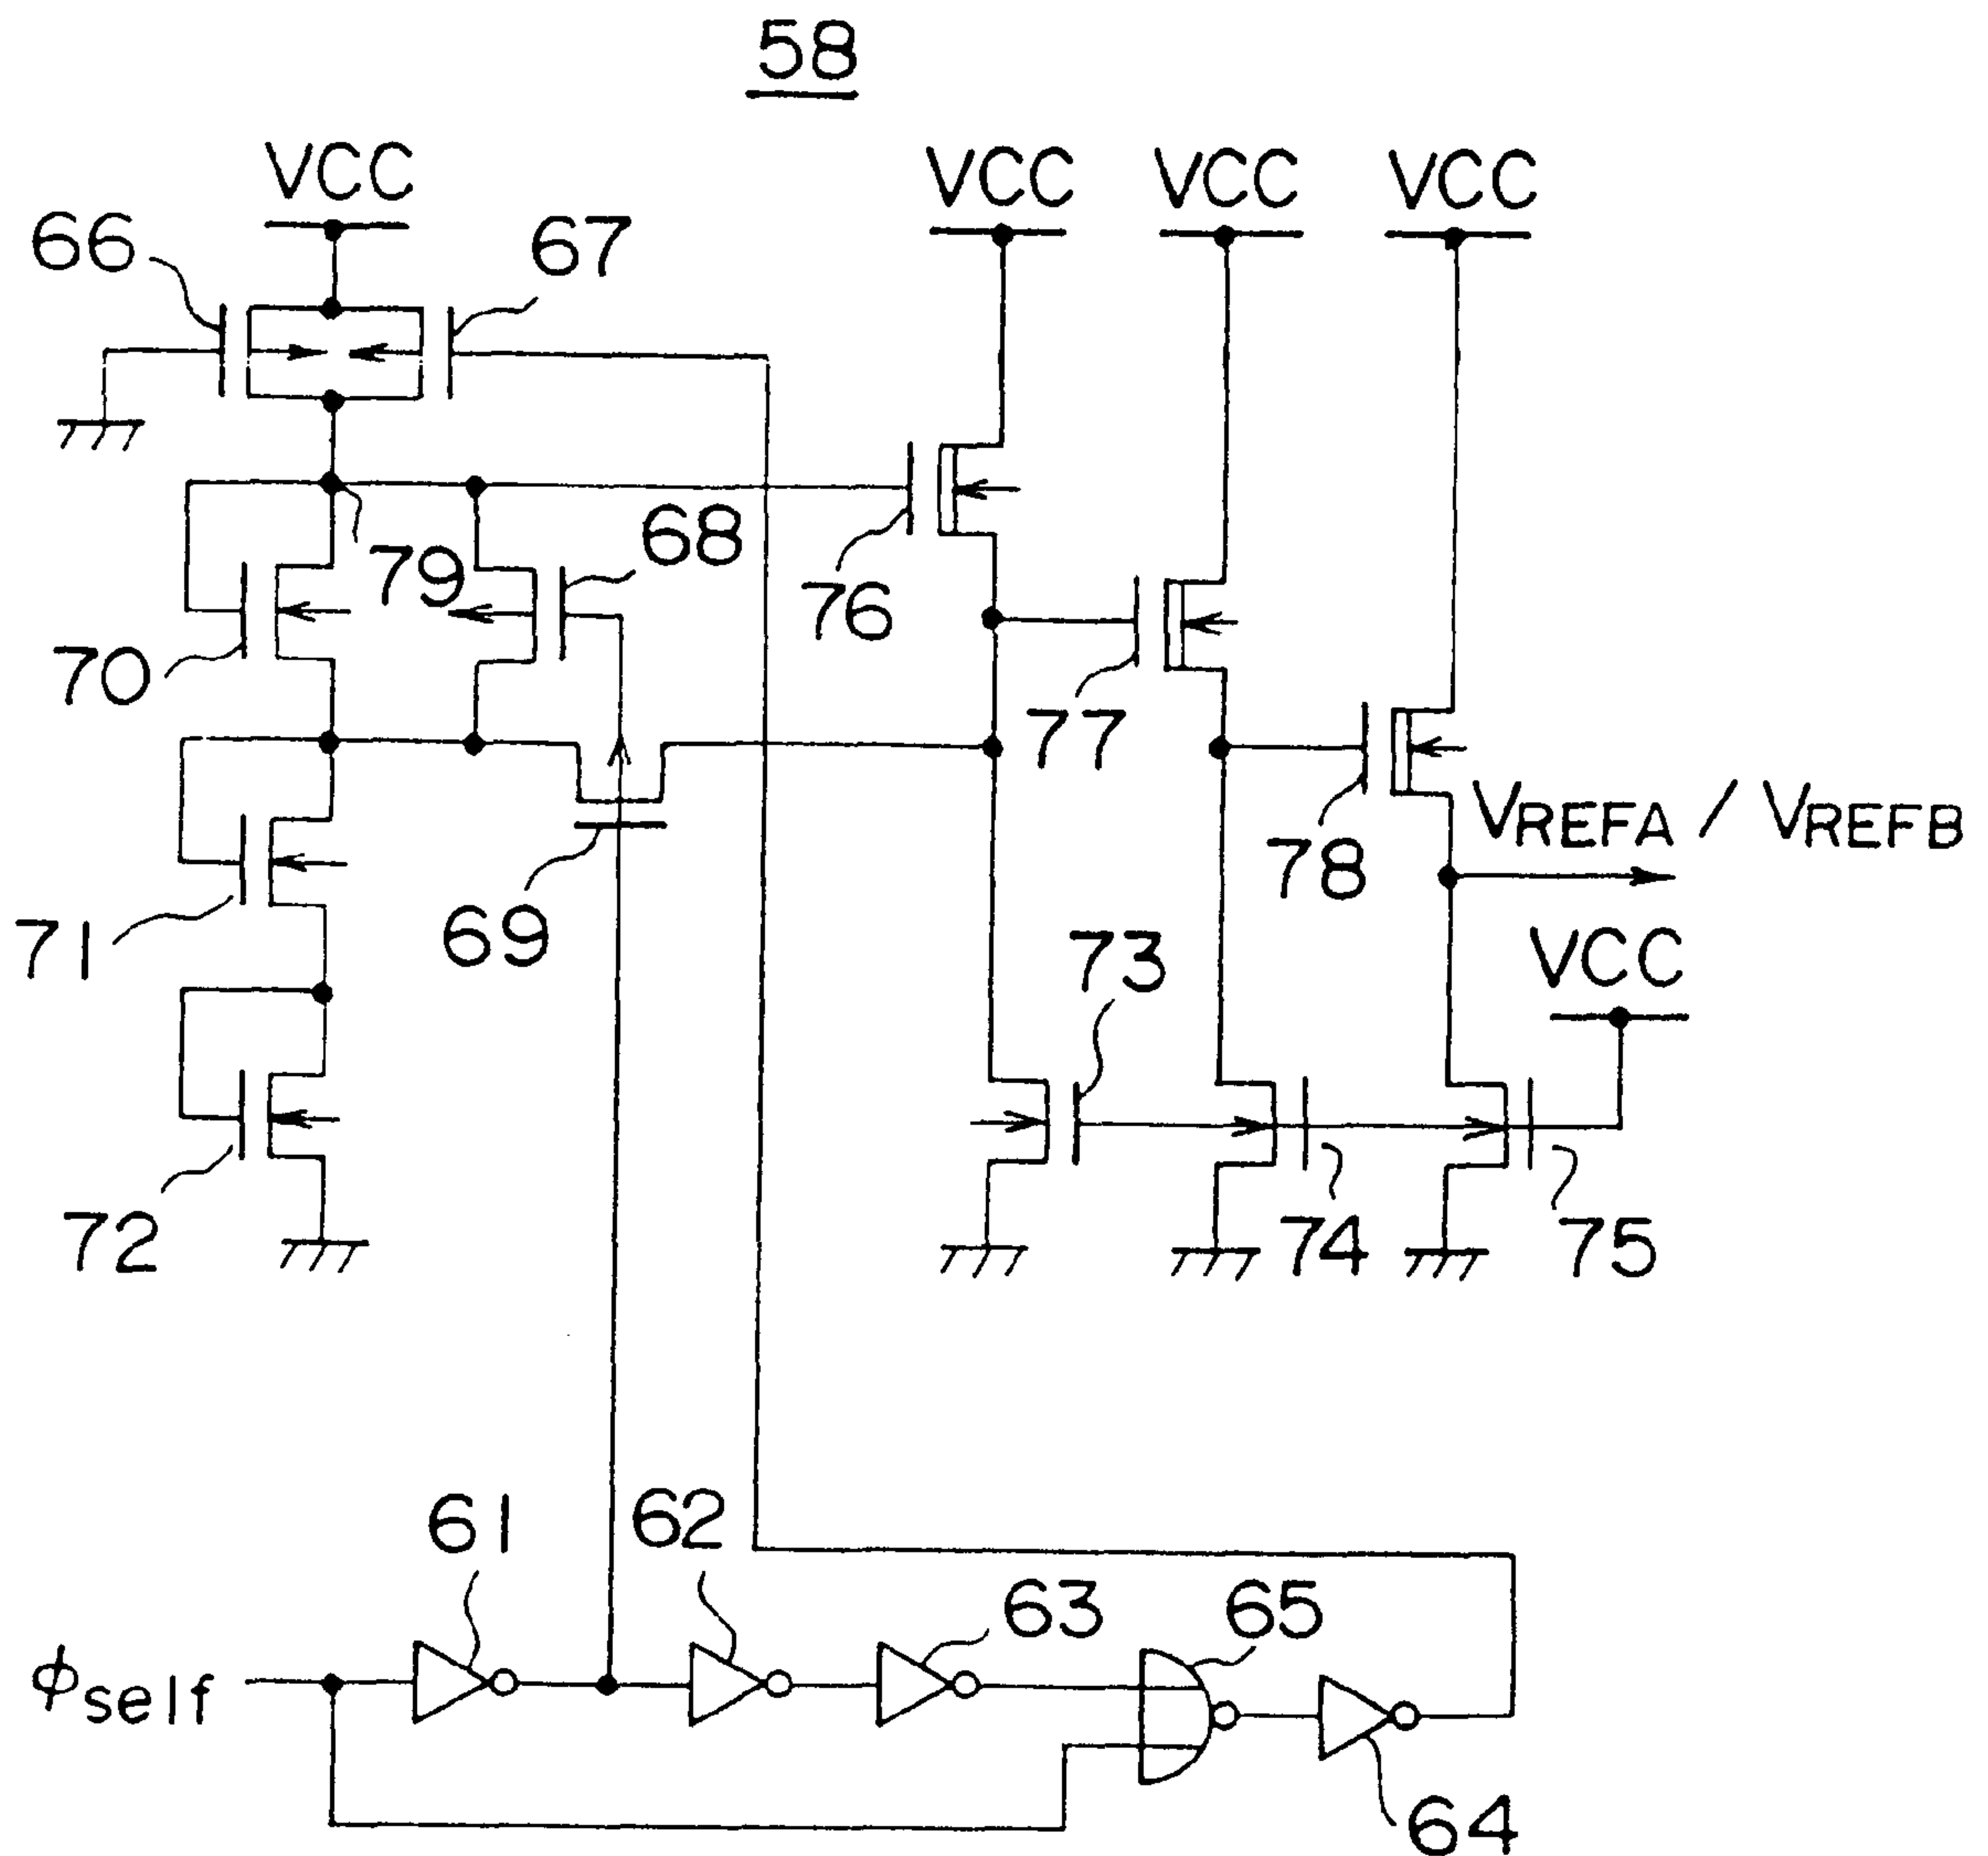 58
VCC
VCC
VCC
VCC
66
67
68
79
76
70
77
VREFA / VREFB
78
69
71
73
VCC
72
74
75
61
62
63
65
ϕself
64